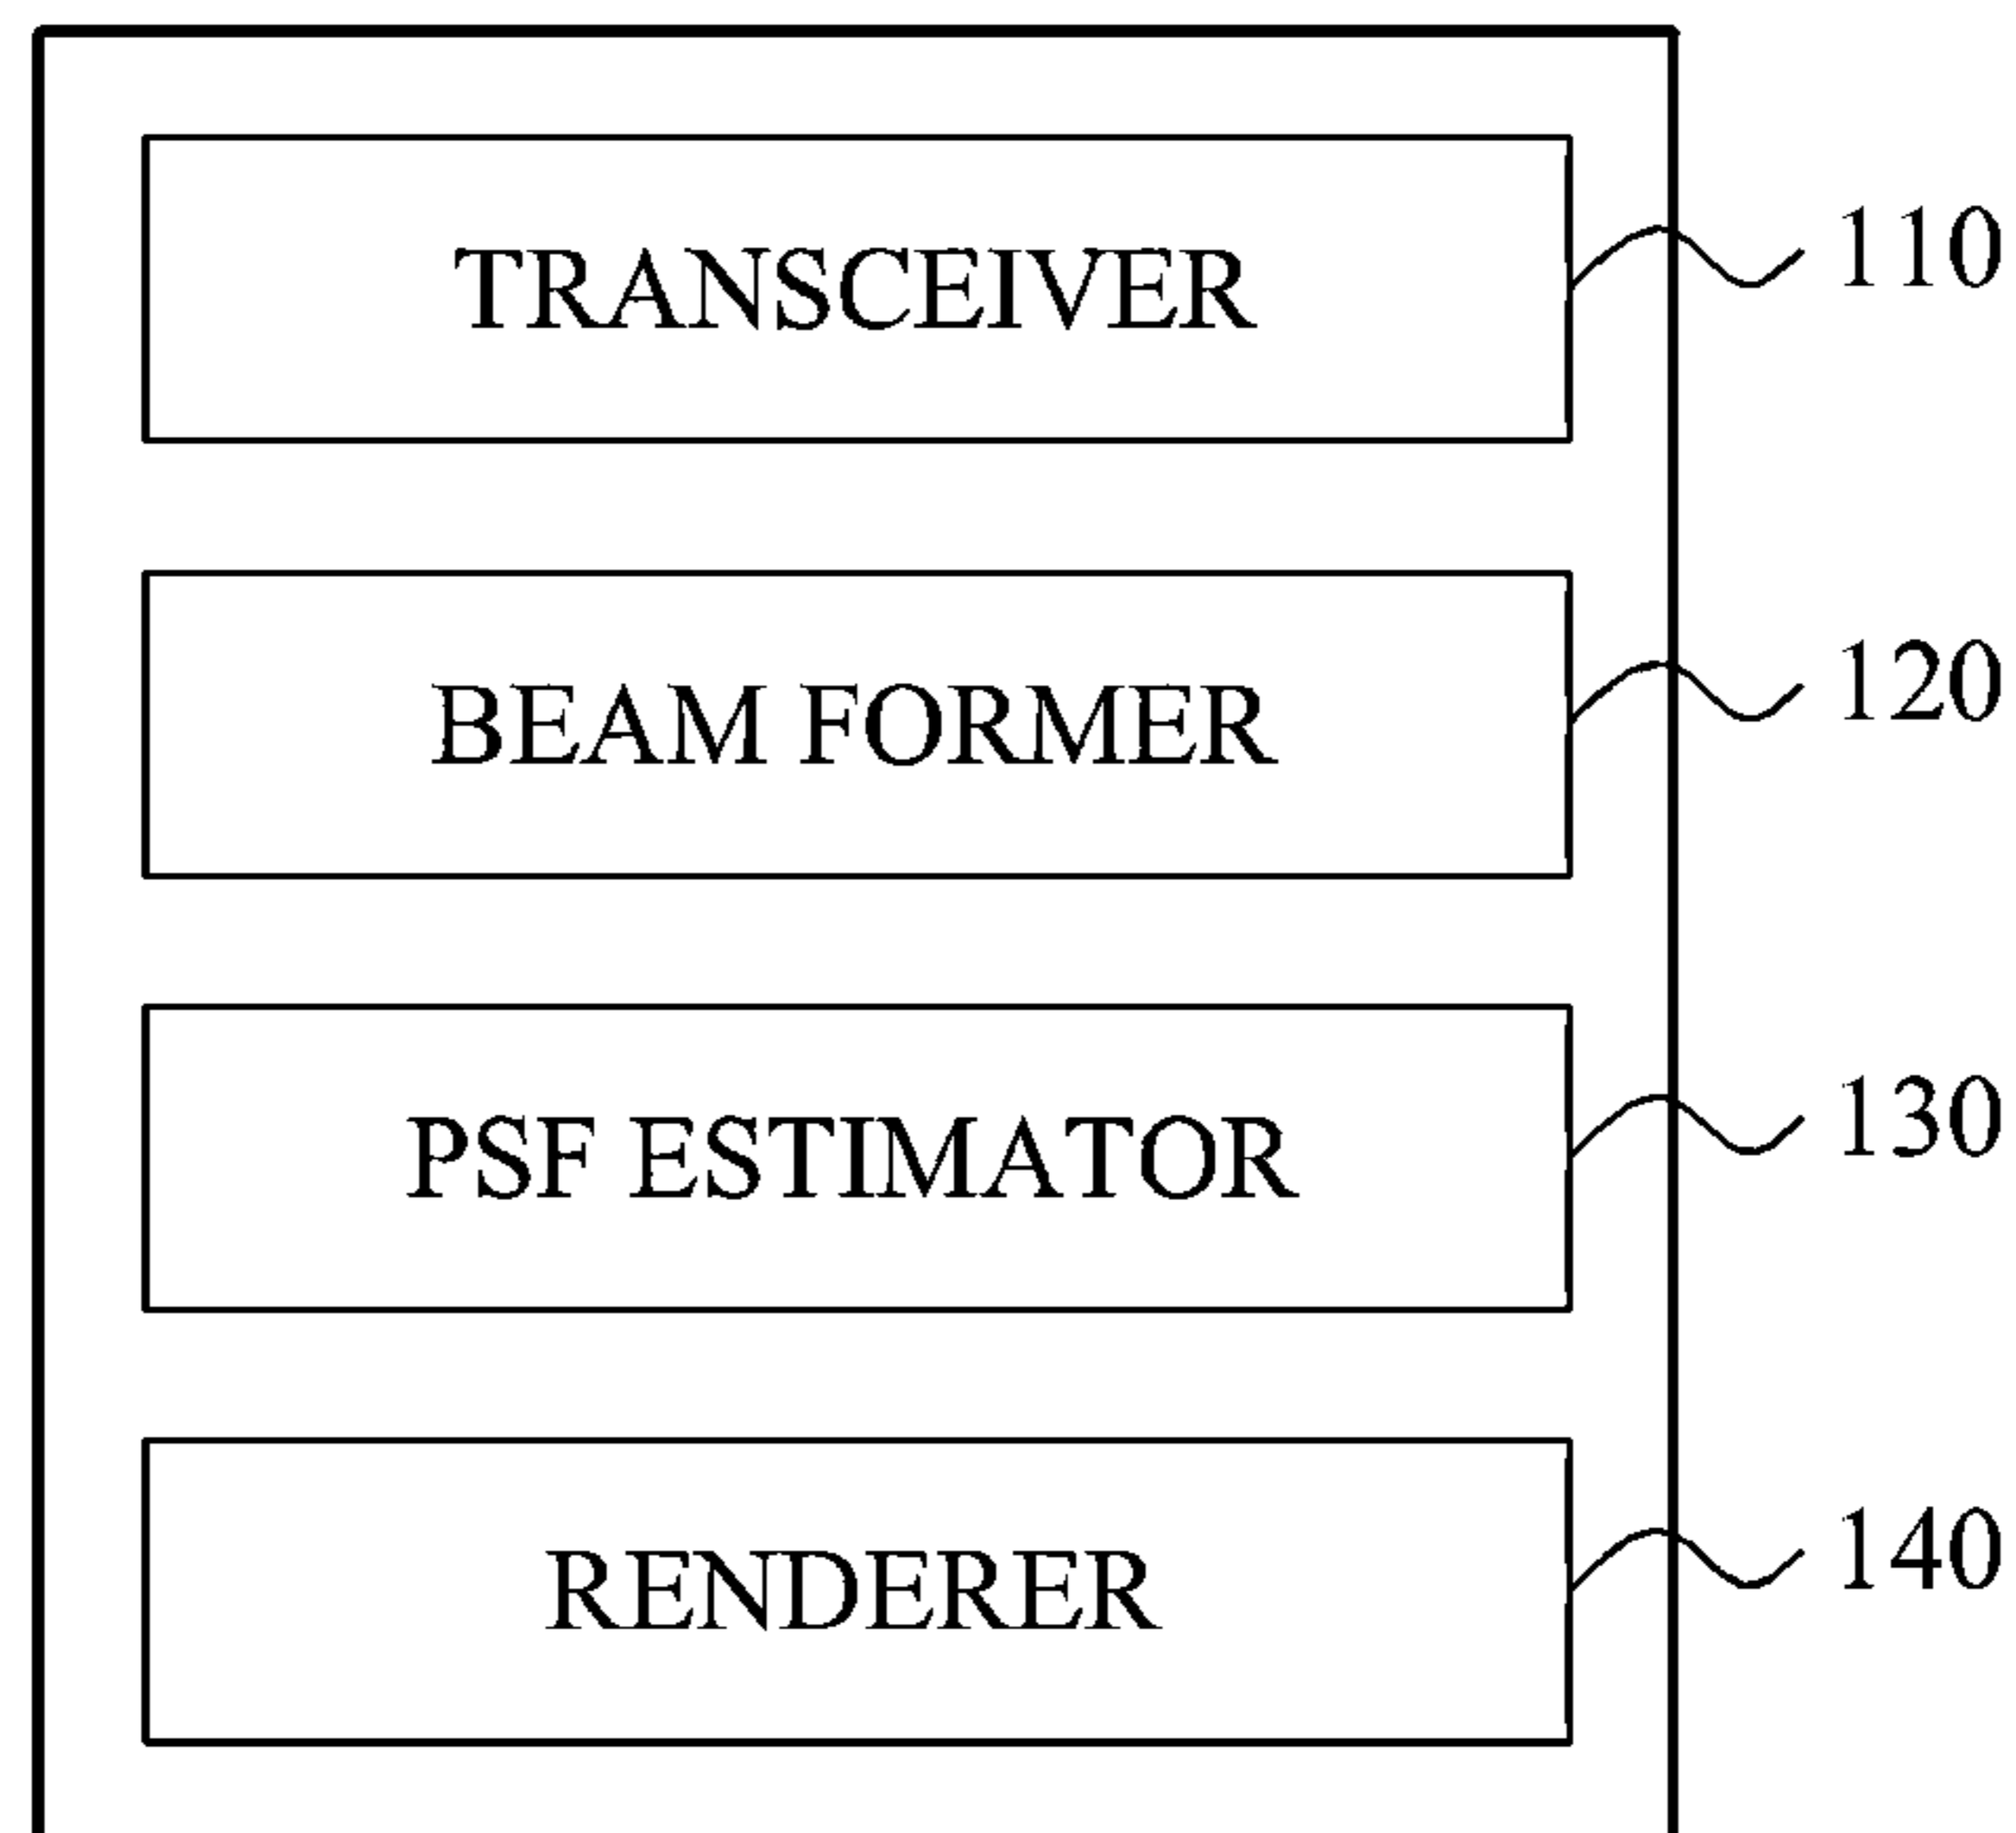 TRANSCEIVER 110
BEAM FORMER 120
PSF ESTIMATOR 130
RENDERER 140